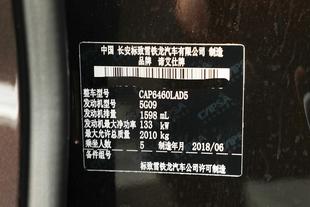 中国 长安标致雪铁龙汽车有限公司 制造
品牌 谛艾仕牌
整车型号 CAP6460LAD5
发动机型号 5G09
发动机排量 1598 mL
发动机最大净功率 133 kW
最大允许总质量 2010 kg
乘坐人数 5 制造年月 2018/06
备件组号
标致雪铁龙汽车公司许可制造